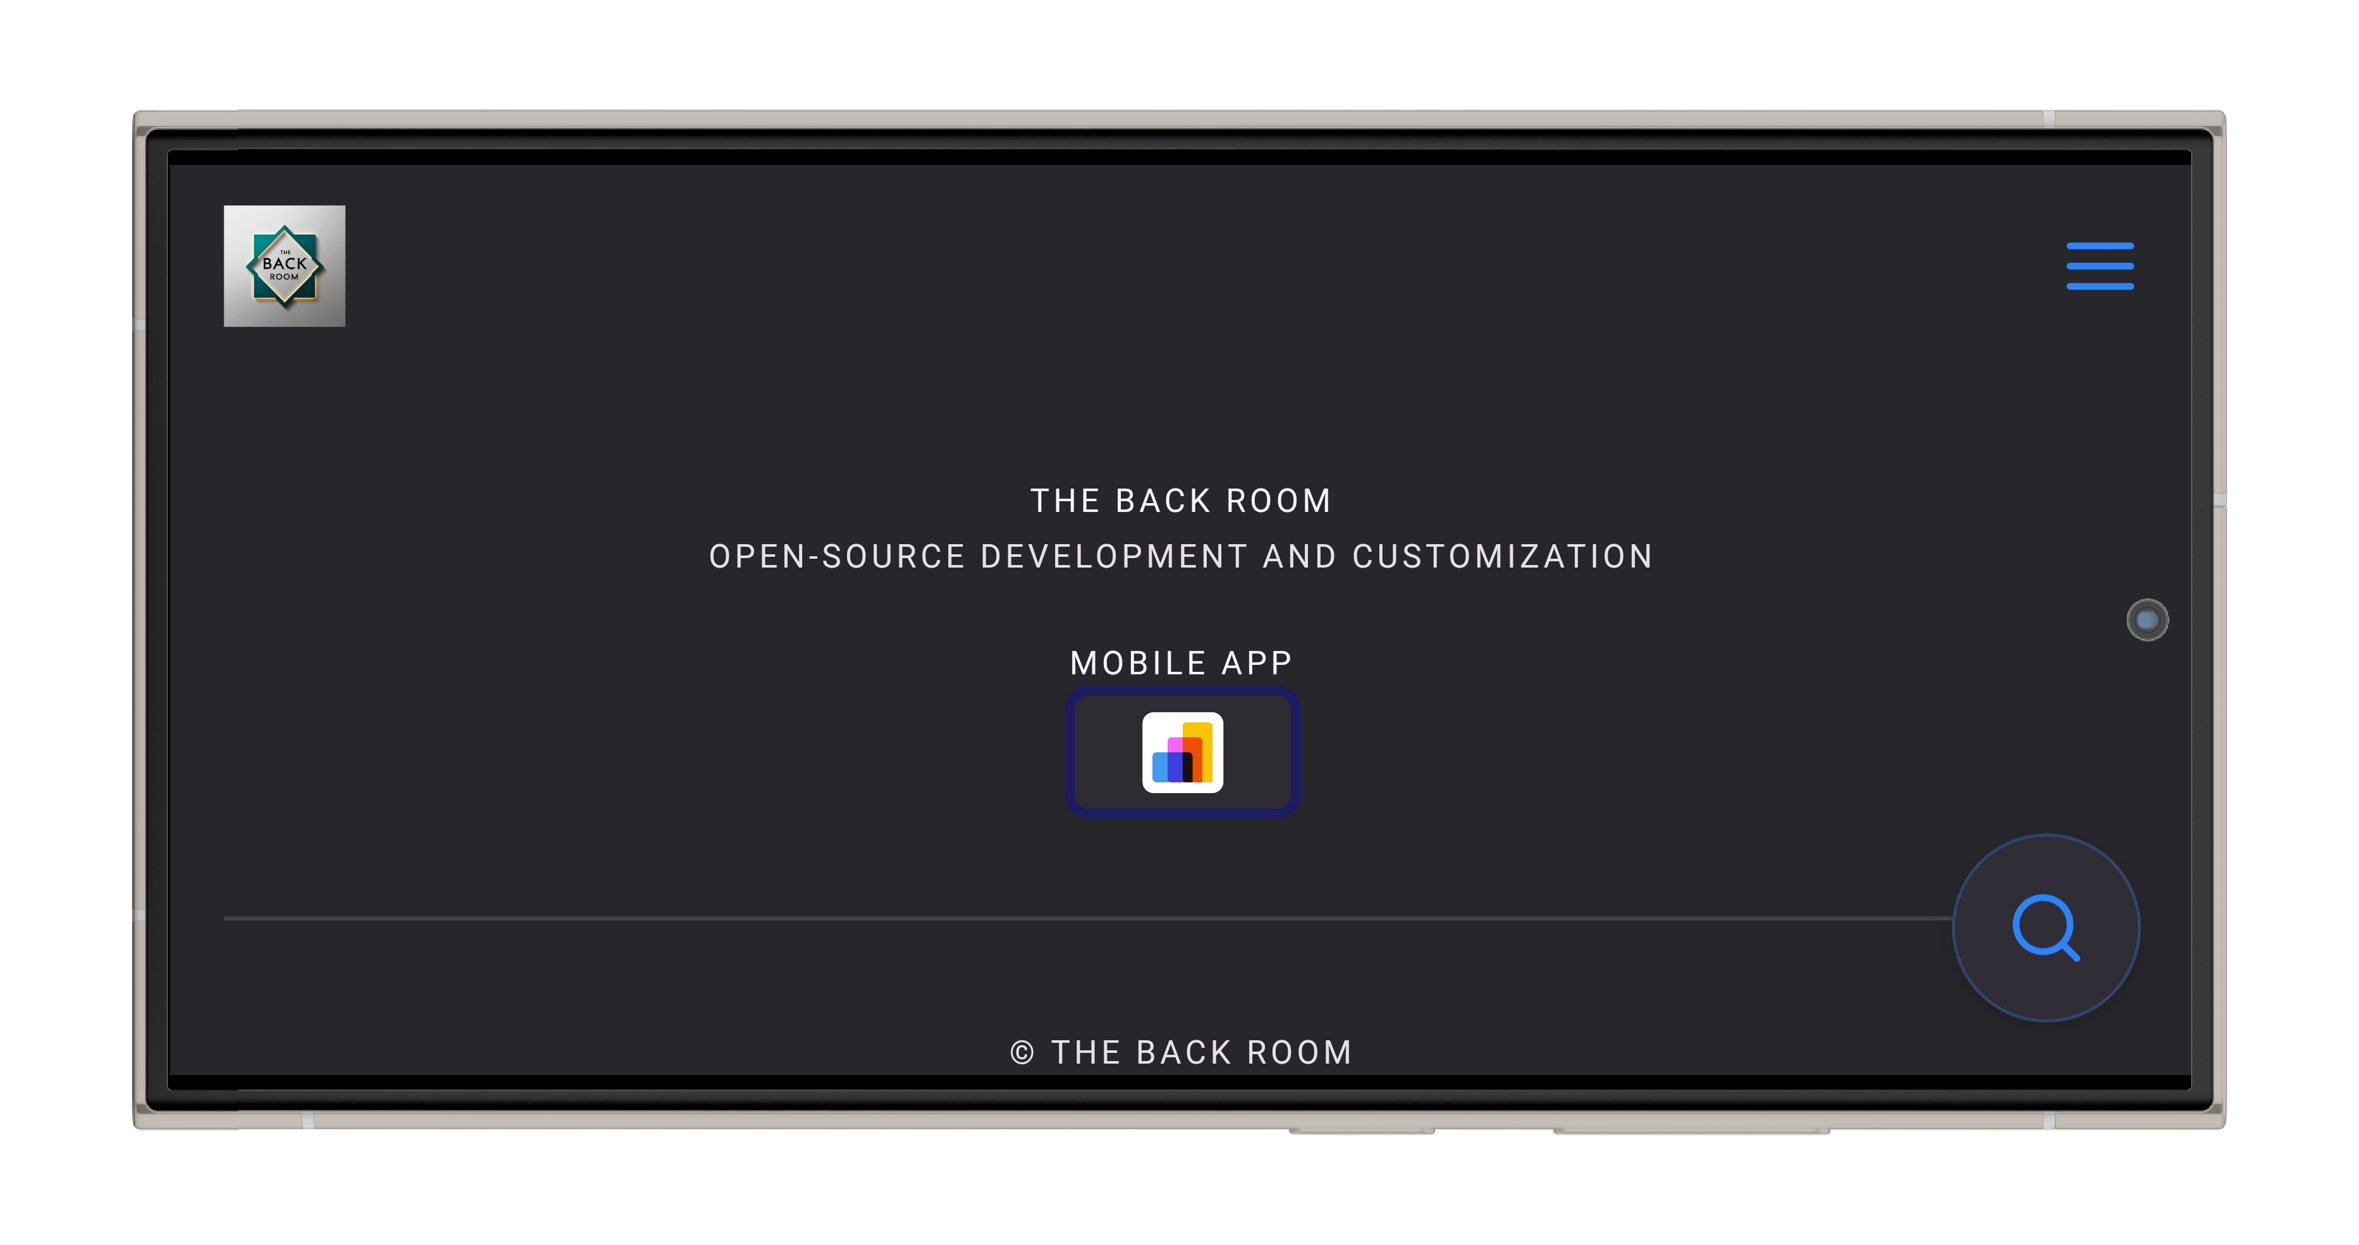 THE
BACK
ROOM
THE BACK ROOM
OPEN-SOURCE DEVELOPMENT AND CUSTOMIZATION
MOBILE APP
© THE BACK ROOM